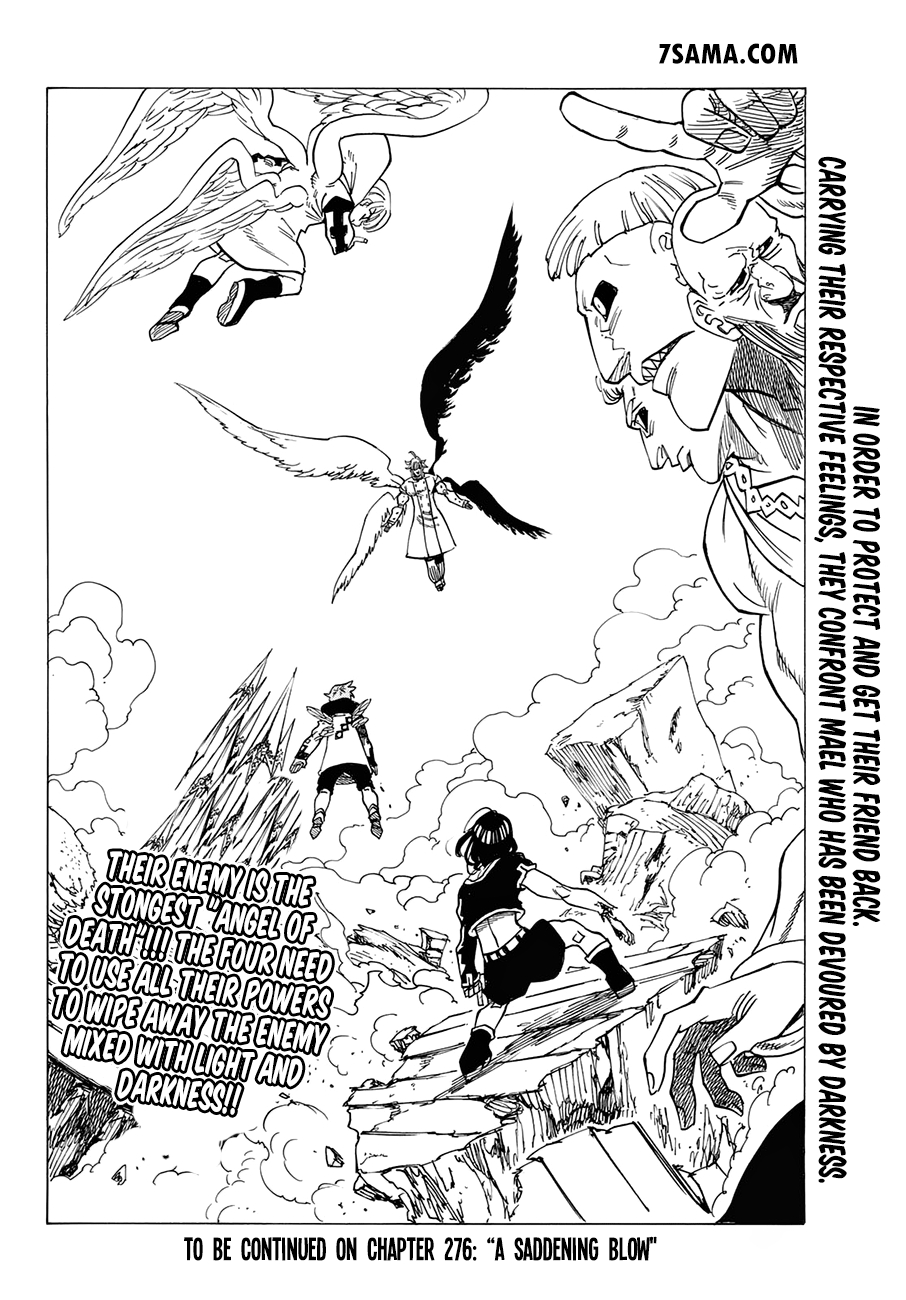 7SAMA.COM
IN ORDER TO PROTECT AND GET THEIR FRIEND BACK.
CARRYING THEIR RESPECTIVE FEELINGS, THEY CONFRONT MAEL WHO HAS BEEN DEVOURED BY DARKNESS.
THEIR ENEMY IS THE
STONGEST "ANGEL OF
DEATH"!!! THE FOUR NEED
TO USE ALL THEIR POWERS
TO WIPE AWAY THE ENEMY
MIXED WITH LIGHT AND
DARKNESS!!
TO BE CONTINUED ON CHAPTER 276: "A SADDENING BLOW"